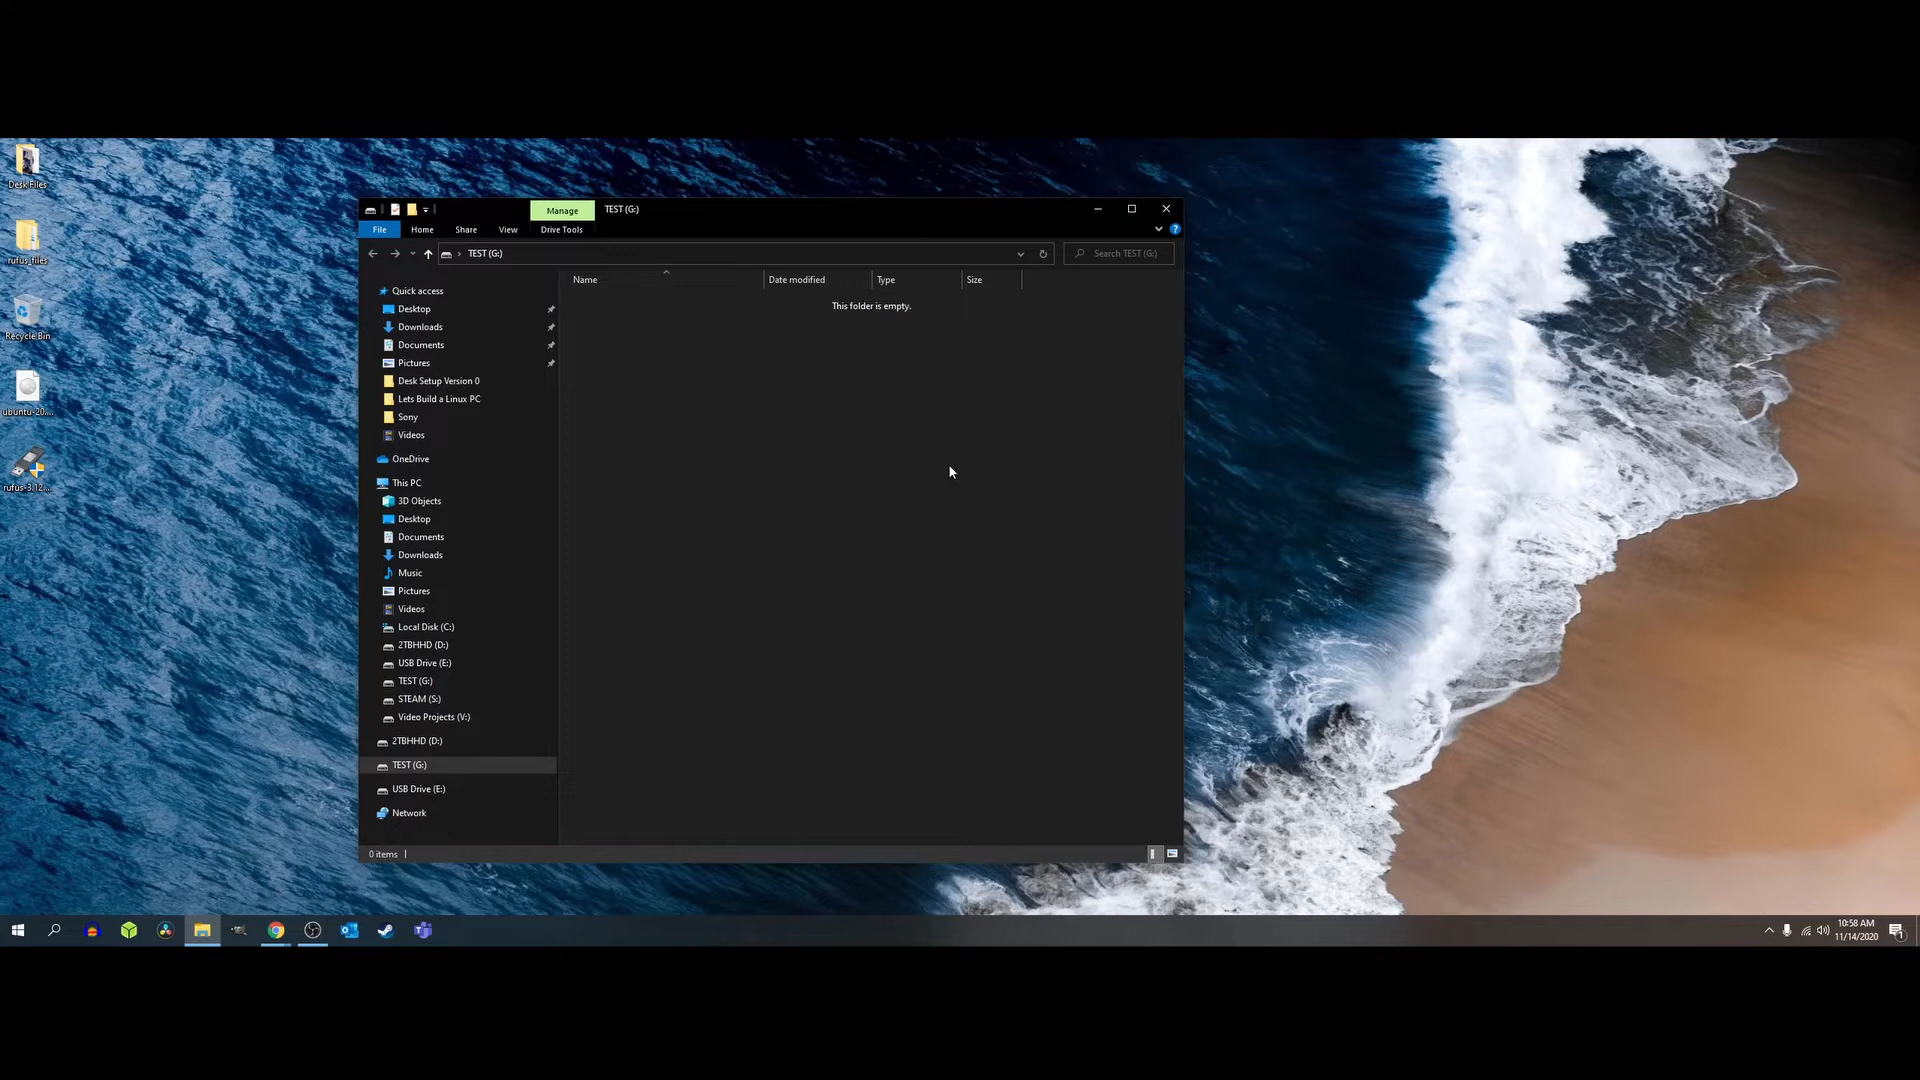 Desk Files
rufus_files
Recycle Bin
ubuntu-20....
rufus-3.12....
Manage
TEST (G:)
File
Home
Share
View
Drive Tools
TEST (G:)
Search TEST (G:)
Name
Date modified
Type
Size
This folder is empty.
Quick access
Desktop
Downloads
Documents
Pictures
Desk Setup Version 0
Lets Build a Linux PC
Sony
Videos
OneDrive
This PC
3D Objects
Desktop
Documents
Downloads
Music
Pictures
Videos
Local Disk (C:)
2TBHHD (D:)
USB Drive (E:)
TEST (G:)
STEAM (S:)
Video Projects (V:)
2TBHHD (D:)
TEST (G:)
USB Drive (E:)
Network
0 items
10:58 AM
11/14/2020
1